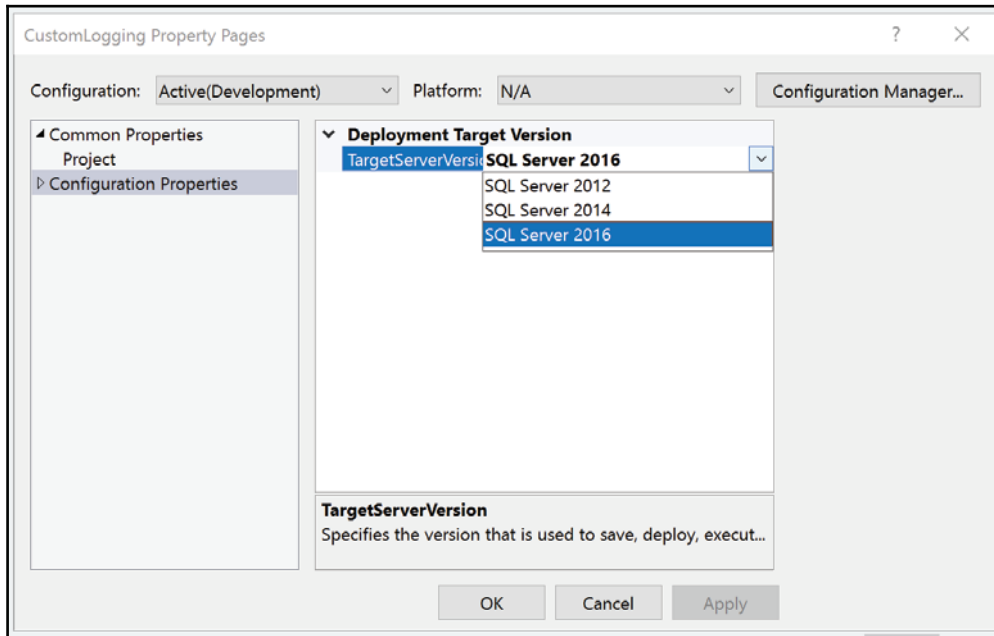 CustomLogging Property Pages ?
Configuration: Active(Development) Platform: N/A Configuration Manager...
Common Properties
Project
Configuration Properties
Deployment Target Version
TargetServerVersi SQL Server 2016
SQL Server 2012
SQL Server 2014
SQL Server 2016
TargetServerVersion
Specifies the version that is used to save, deploy, execut...
OK Cancel Apply